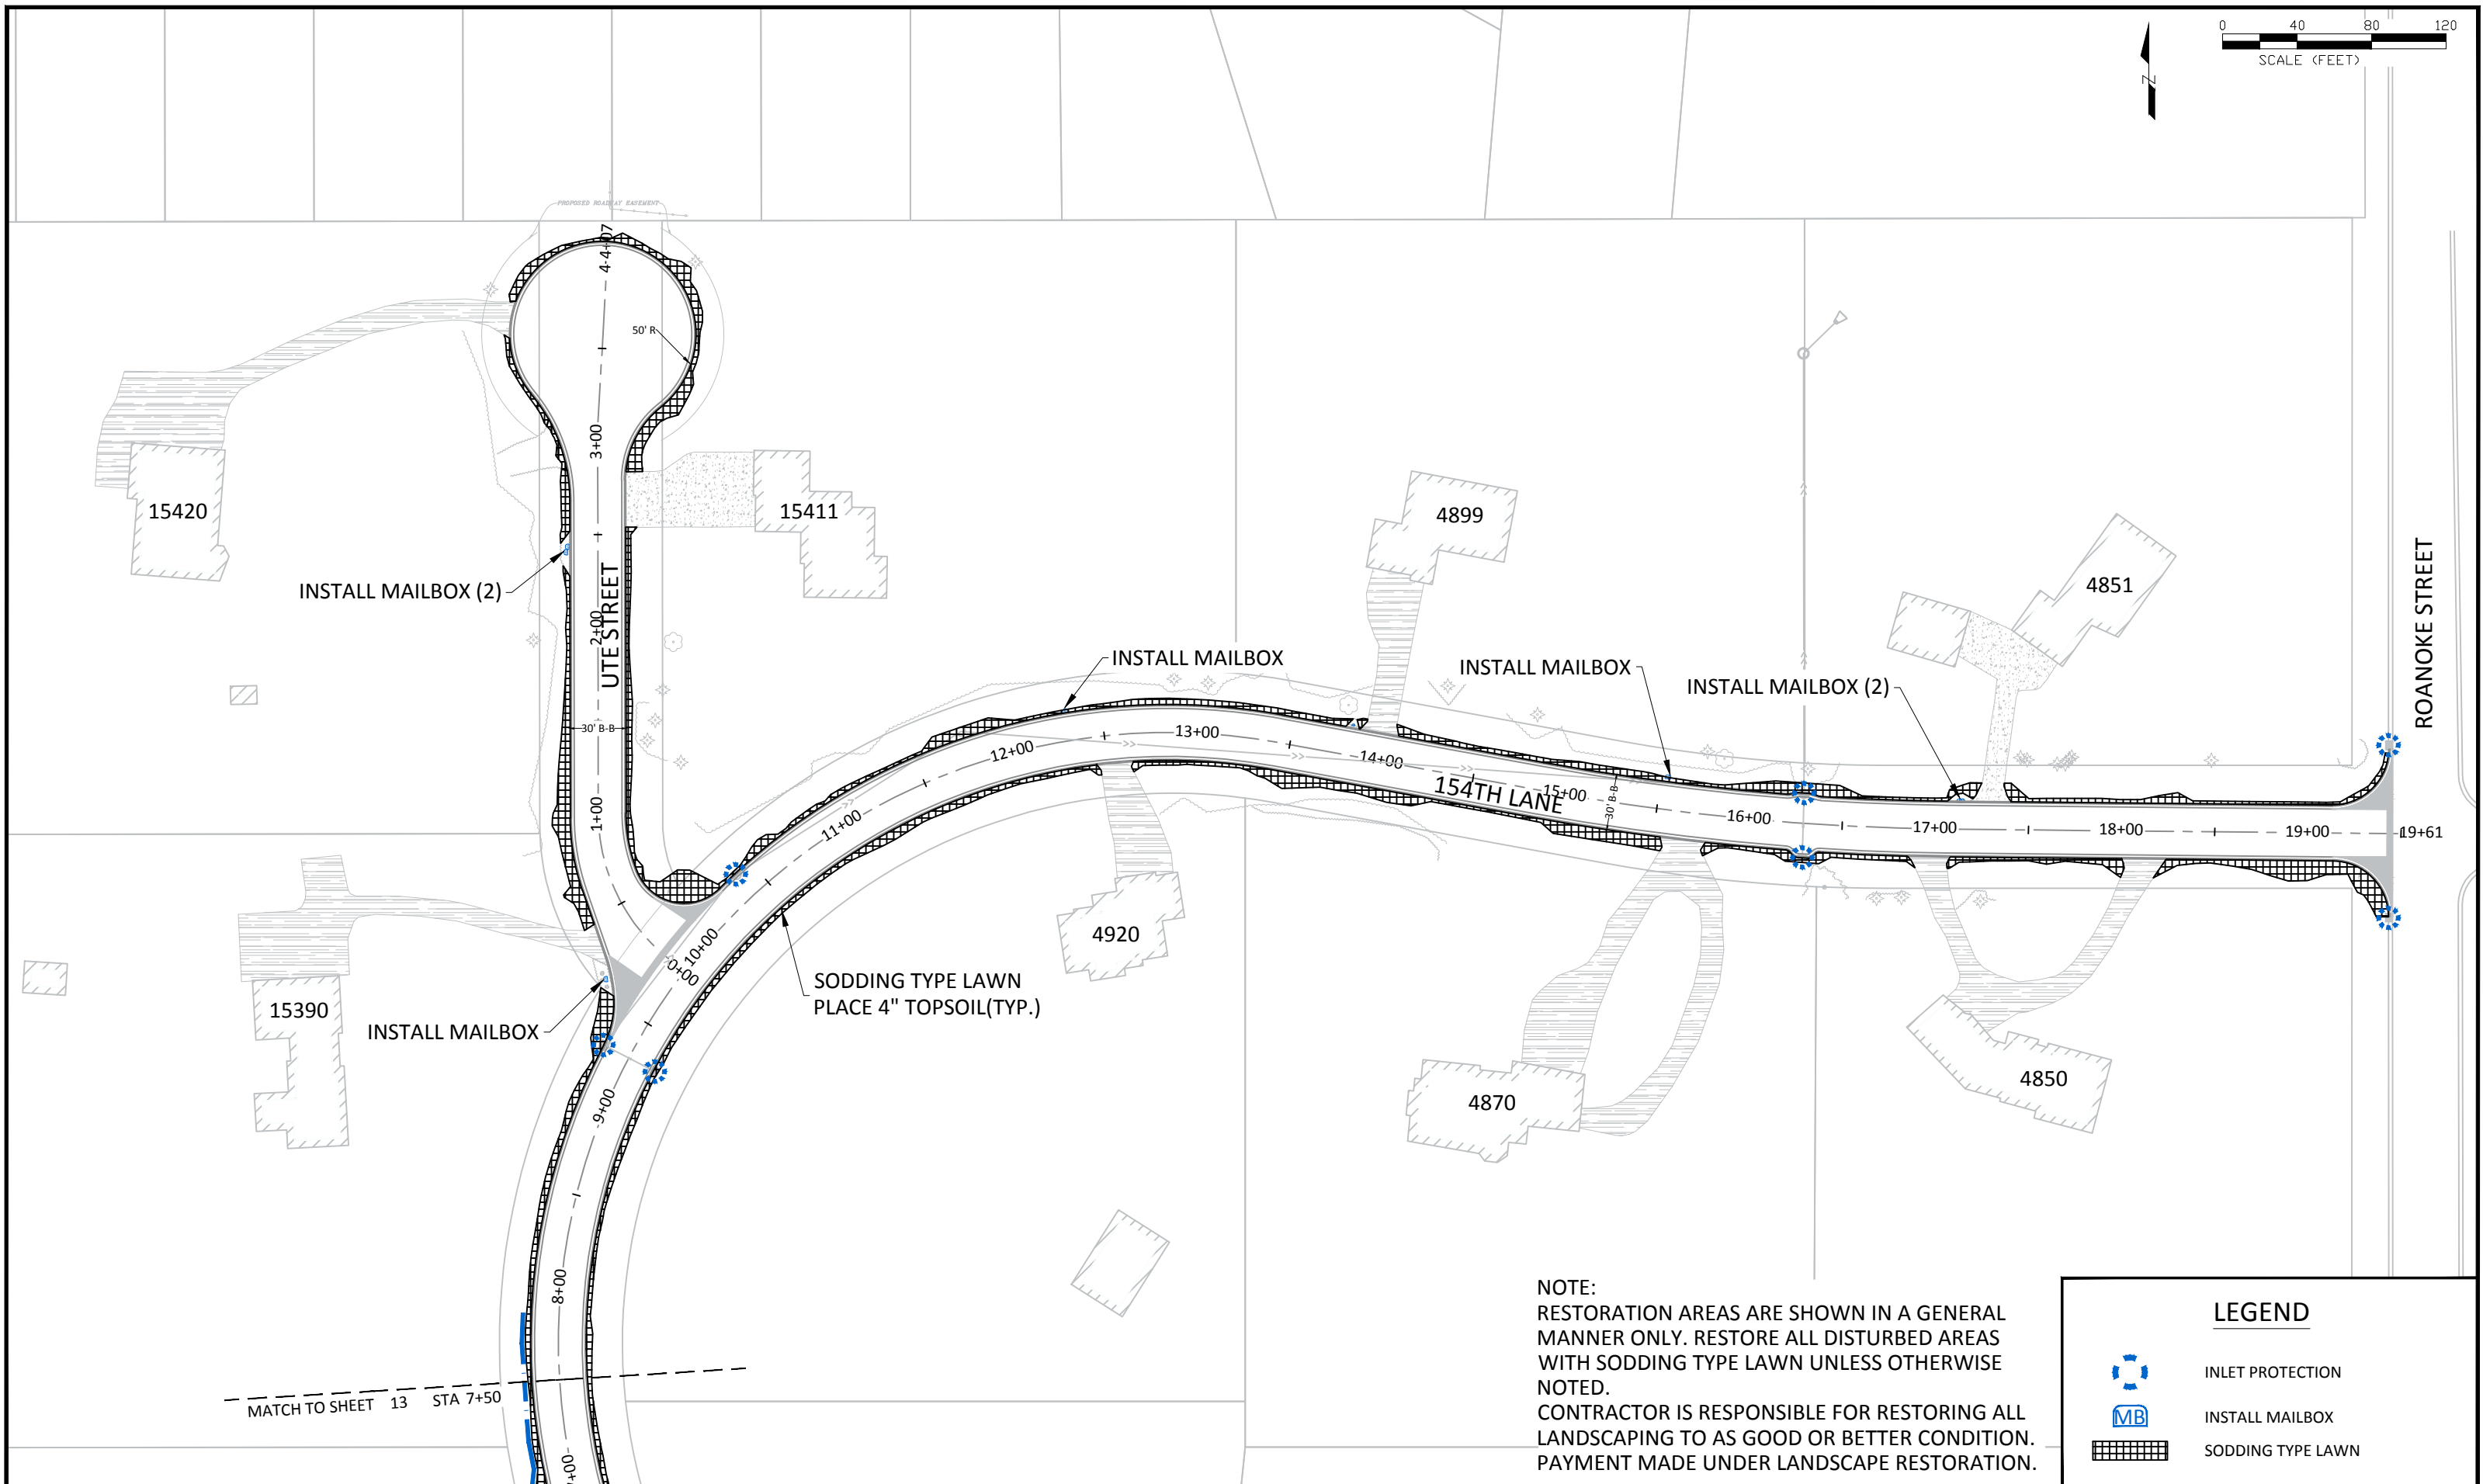 0 40 80 120
SCALE (FEET)
N
PROPOSED ROADWAY EASEMENT
50' R
3+00
15420
15411
4899
4851
ROANOKE STREET
INSTALL MAILBOX (2)
2+00
UTE STREET
INSTALL MAILBOX
INSTALL MAILBOX
INSTALL MAILBOX (2)
30' B-B
1+00
12+00
13+00
14+00
154TH LANE
15+00
30' B-B
11+00
16+00
17+00
18+00
19+00
19+61
10+00
0+00
4920
SODDING TYPE LAWN
PLACE 4" TOPSOIL(TYP.)
15390
INSTALL MAILBOX
4870
4850
9+00
8+00
MATCH TO SHEET 13 STA 7+50
NOTE:
RESTORATION AREAS ARE SHOWN IN A GENERAL
MANNER ONLY. RESTORE ALL DISTURBED AREAS
WITH SODDING TYPE LAWN UNLESS OTHERWISE
NOTED.
CONTRACTOR IS RESPONSIBLE FOR RESTORING ALL
LANDSCAPING TO AS GOOD OR BETTER CONDITION.
PAYMENT MADE UNDER LANDSCAPE RESTORATION.
LEGEND
INLET PROTECTION
MB INSTALL MAILBOX
SODDING TYPE LAWN